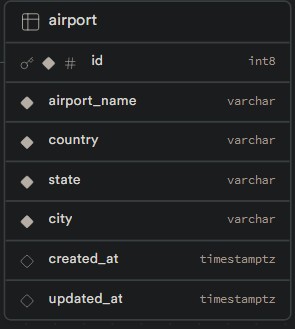 airport
# id int8
airport_name varchar
country varchar
state varchar
city varchar
created_at timestamptz
updated_at timestamptz